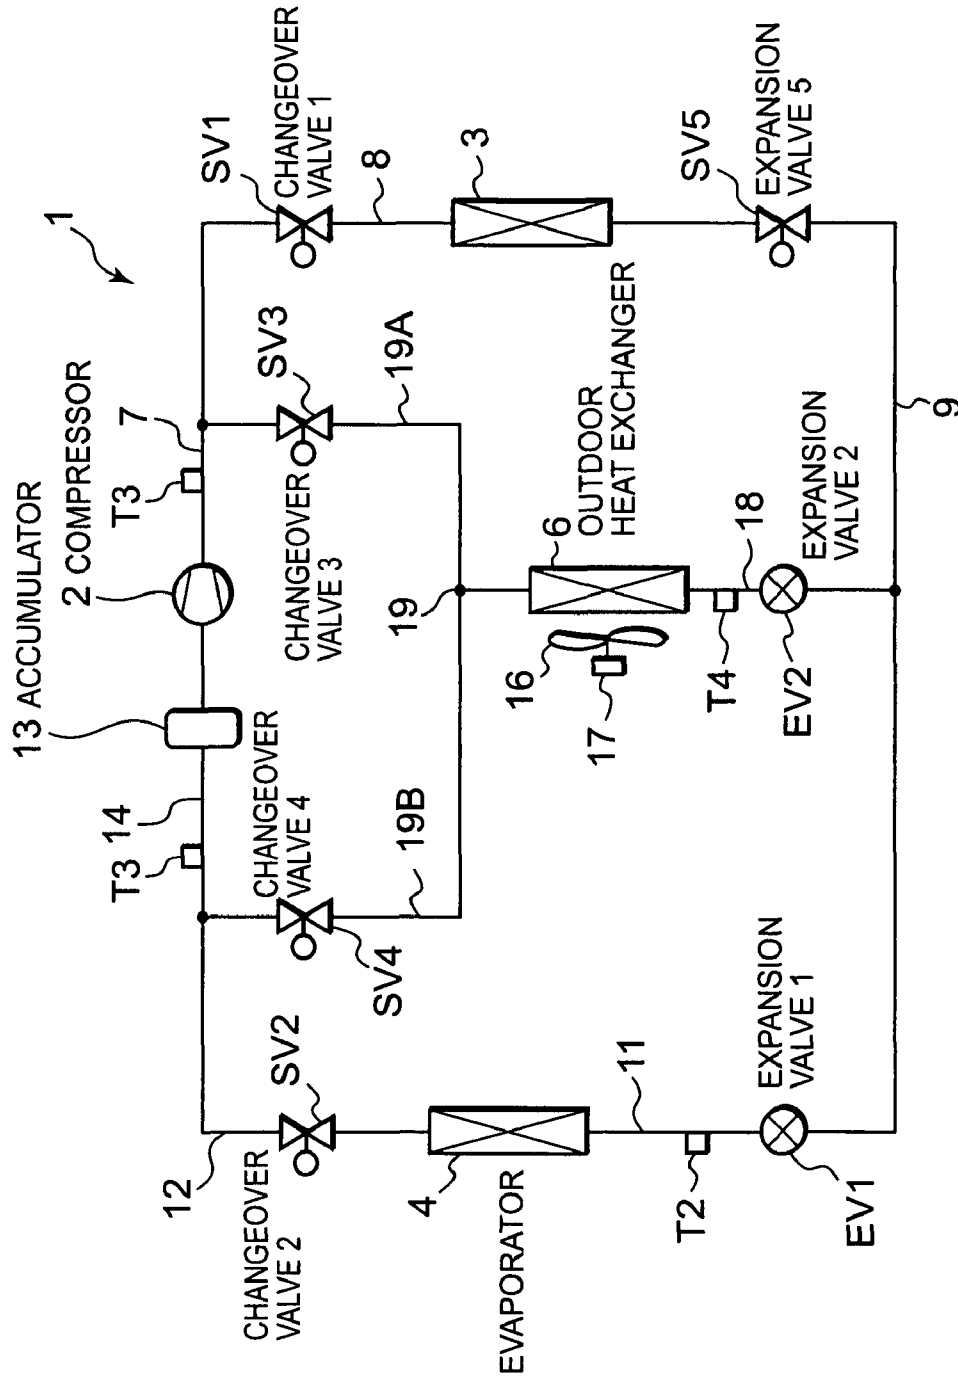 13 ACCUMULATOR
1
2 COMPRESSOR
T3
T3
7
12
14
SV1
CHANGEOVER
VALVE 2
CHANGEOVER
VALVE 4
SV3
SV2
CHANGEOVER
VALVE 1
CHANGEOVER
VALVE 3
8
SV4
19A
19B
19
4
3
EVAPORATOR
16
6
OUTDOOR
HEAT EXCHANGER
17
11
T2
SV5
T4
18
EXPANSION
VALVE 1
EXPANSION
VALVE 2
EXPANSION
VALVE 5
EV2
EV1
9